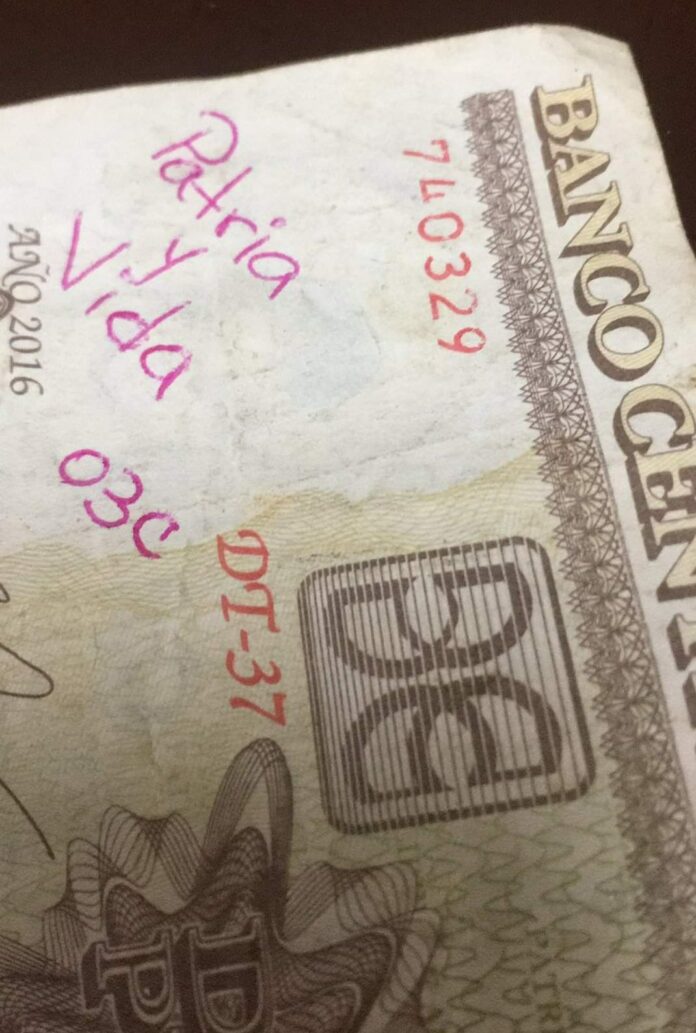 BANCO CEN
740329
Patria
y
Vida
03C
DT-37
AÑO 2016